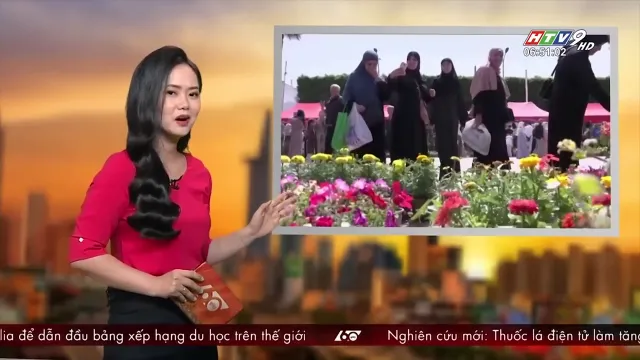 HTV9 HD
06:51:02
lia để dẫn đầu bảng xếp hạng du học trên thế giới
60 Nghiên cứu mới: Thuốc lá điện tử làm tăng